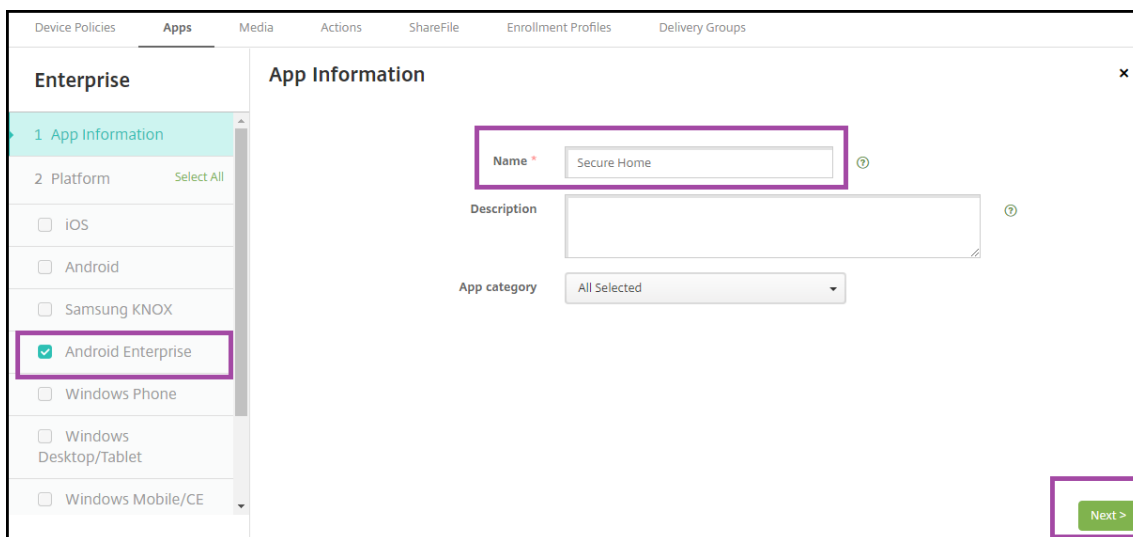 Device Policies Apps Media Actions ShareFile Enrollment Profiles Delivery Groups
Enterprise
1 App Information
2 Platform Select All
iOS
Android
Samsung KNOX
Android Enterprise
Windows Phone
Windows
Desktop/Tablet
Windows Mobile/CE
App Information ×
Name * Secure Home ?
Description ?
App category All Selected
Next >